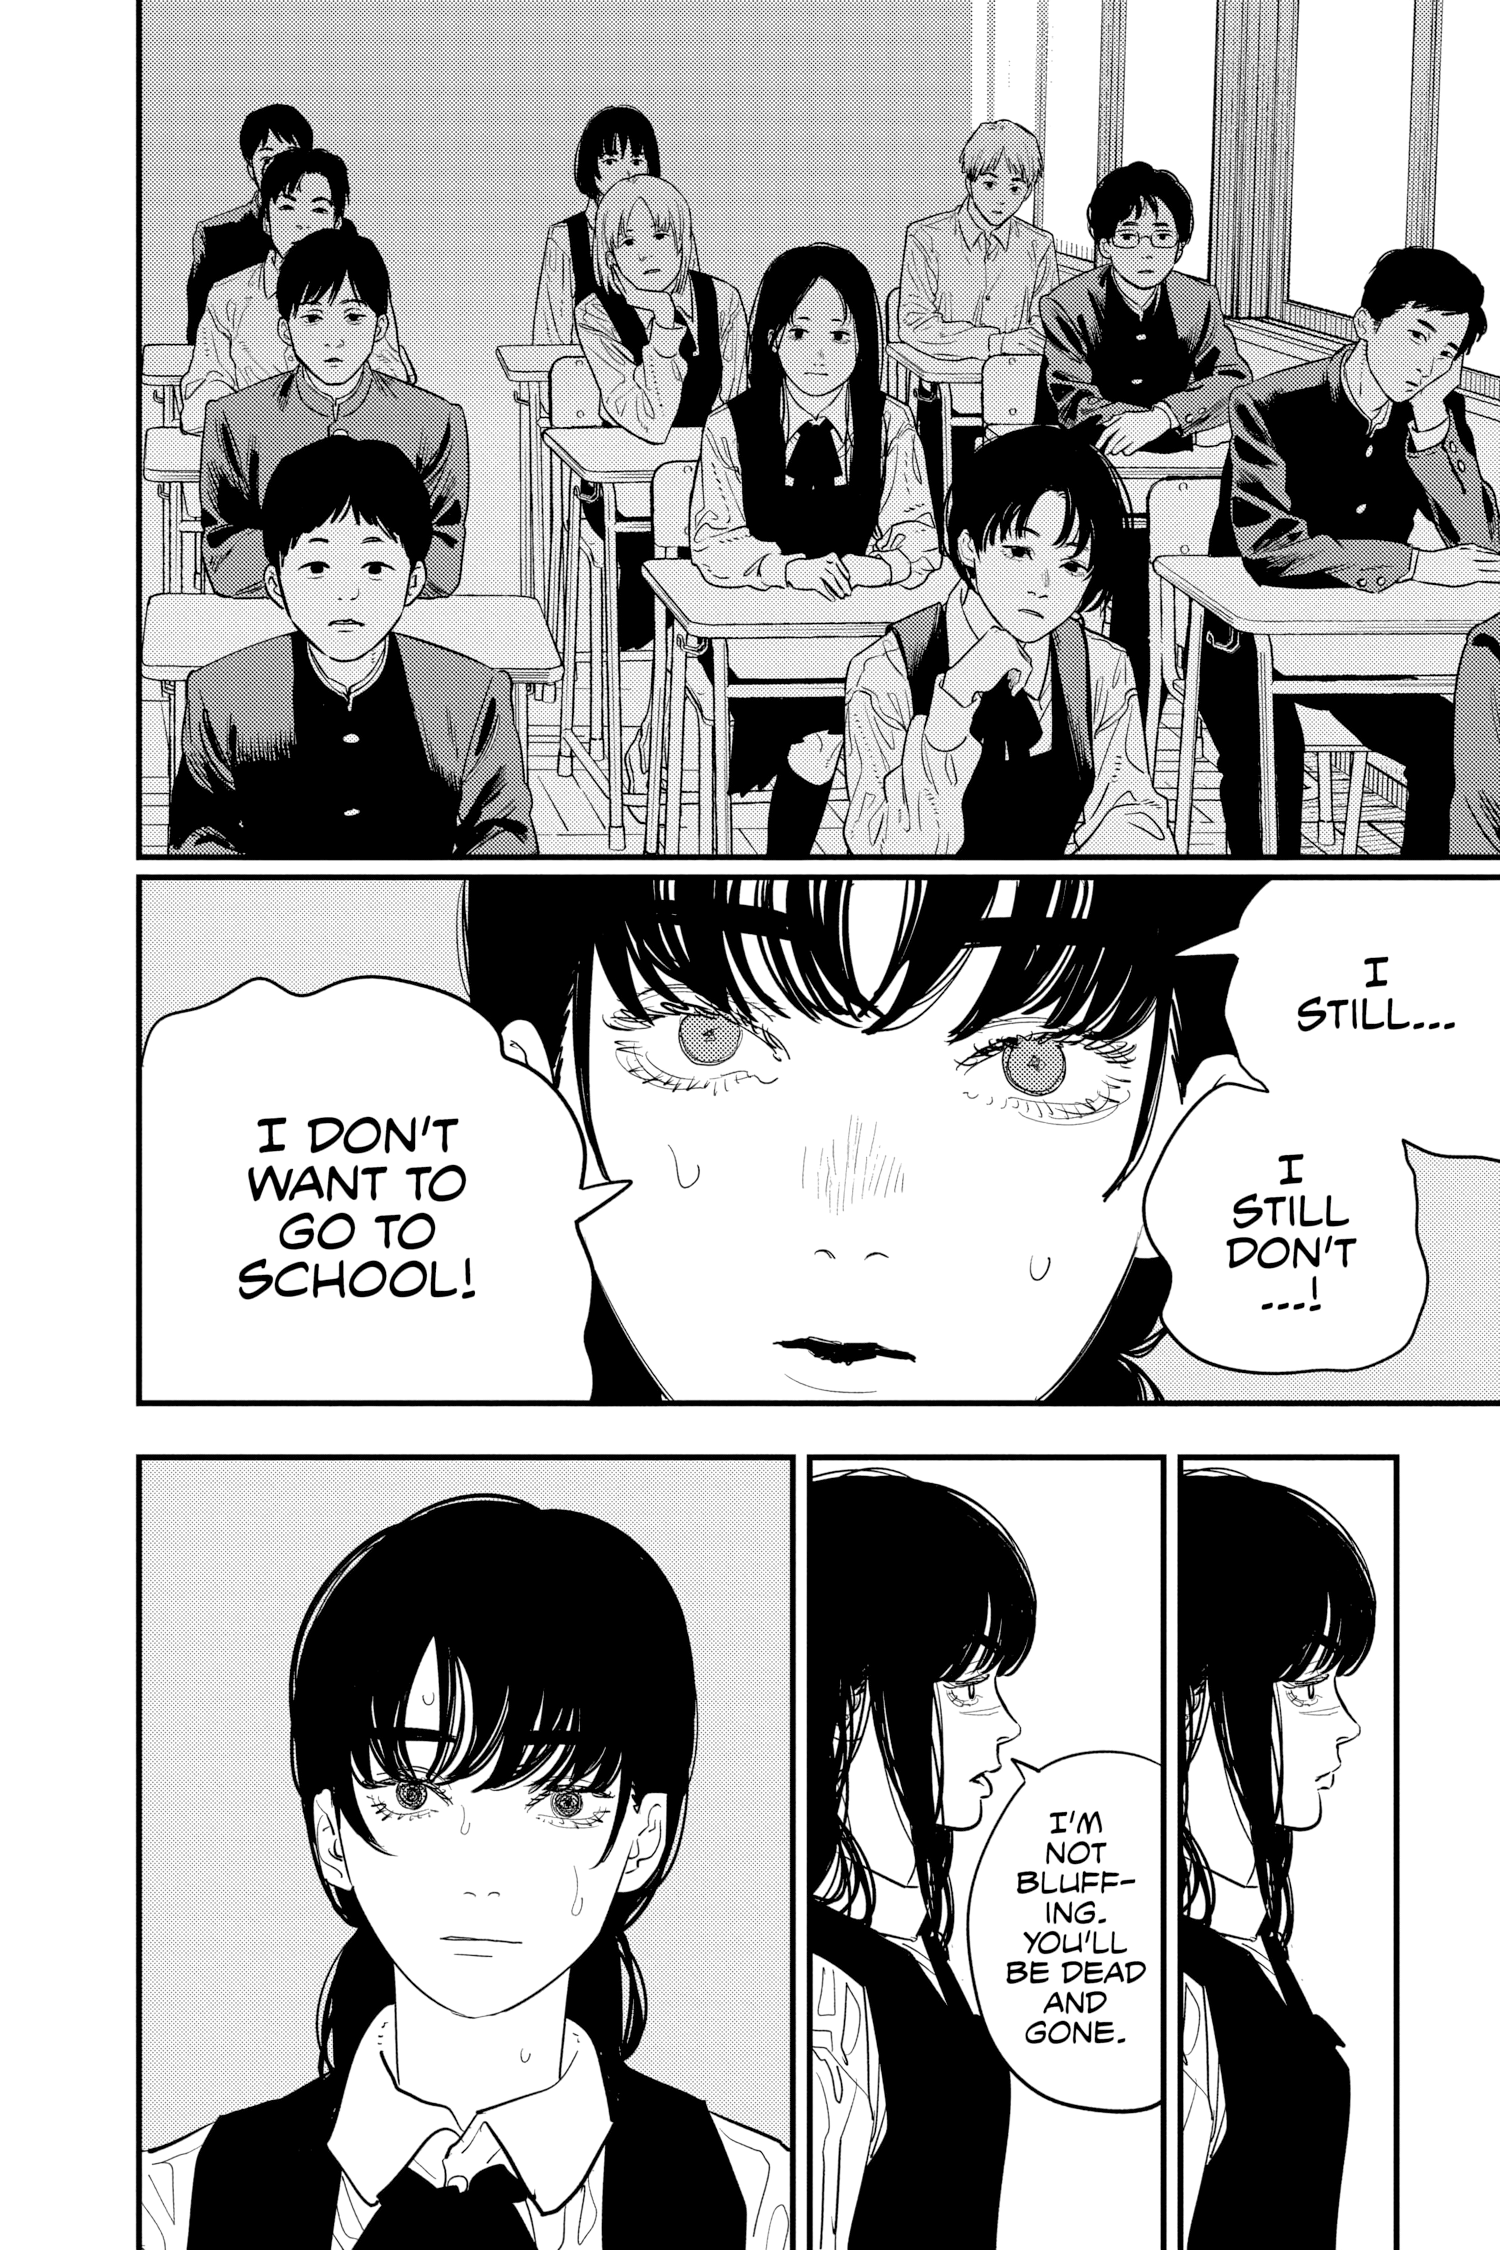 I
STILL...
I
STILL
DON'T
...!
I DON'T
WANT TO
GO TO
SCHOOL!
I'M
NOT
BLUFF-
ING.
YOU'LL
BE DEAD
AND
GONE.